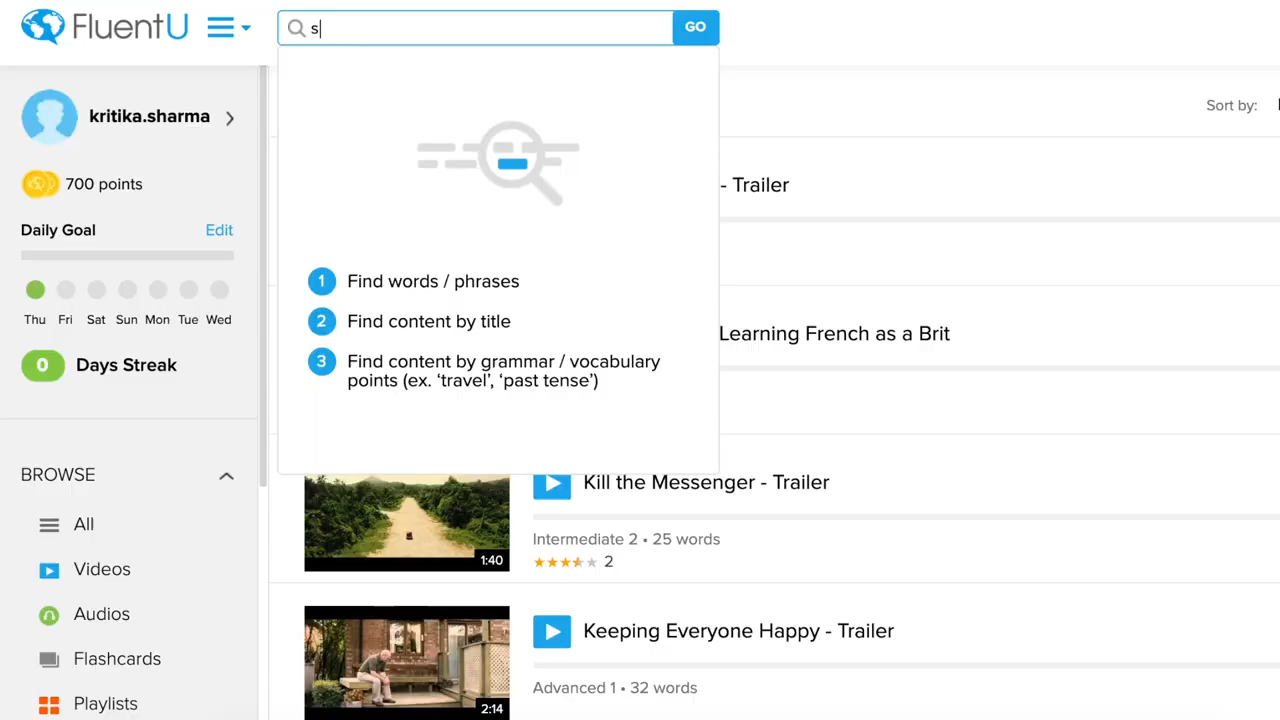 FluentU
s
GO
kritika.sharma
700 points
Daily Goal
Edit
Thu Fri Sat Sun Mon Tue Wed
0 Days Streak
BROWSE
All
Videos
Audios
Flashcards
Playlists
1 Find words / phrases
2 Find content by title
3 Find content by grammar / vocabulary
points (ex. ‘travel’, ‘past tense’)
Sort by:
- Trailer
Learning French as a Brit
1:40
Kill the Messenger - Trailer
Intermediate 2 • 25 words
2
2:14
Keeping Everyone Happy - Trailer
Advanced 1 • 32 words